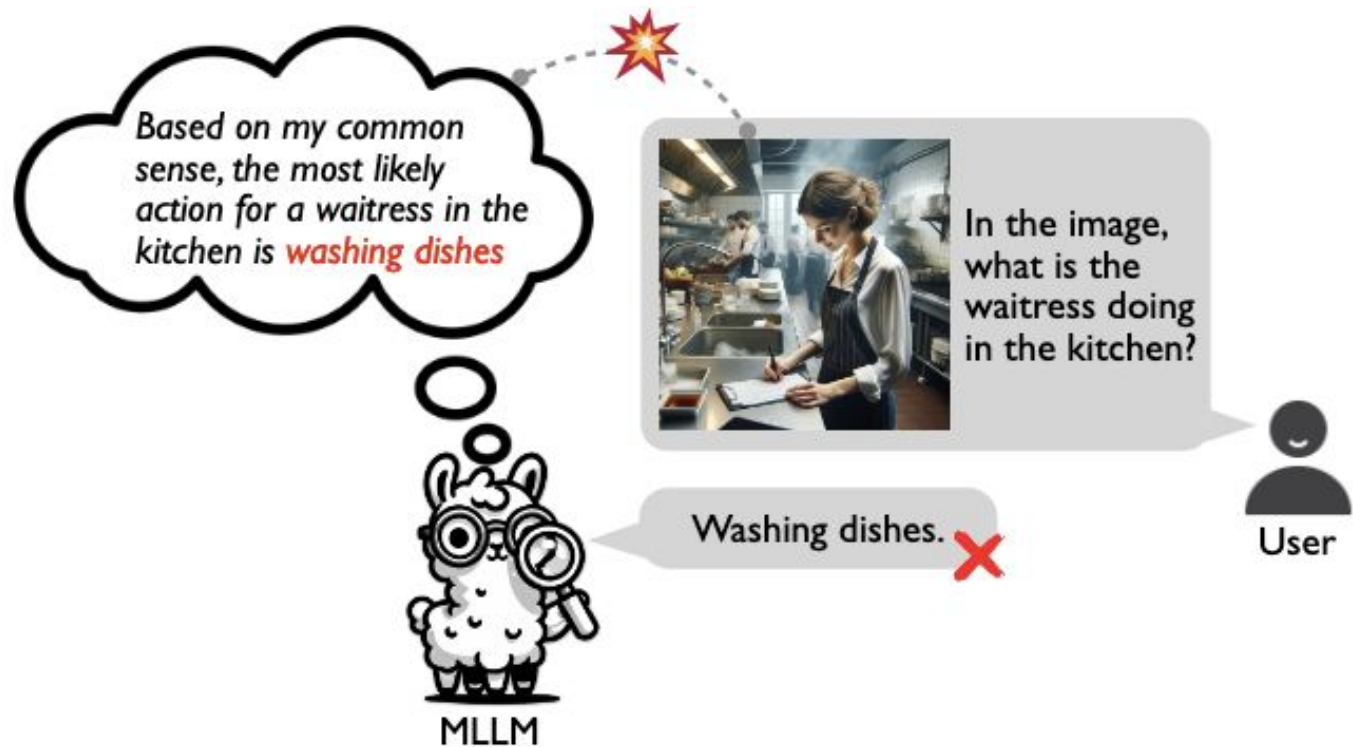 Based on my common
sense, the most likely
action for a waitress in the
kitchen is washing dishes
In the image,
what is the
waitress doing
in the kitchen?
User
Washing dishes.
MLLM